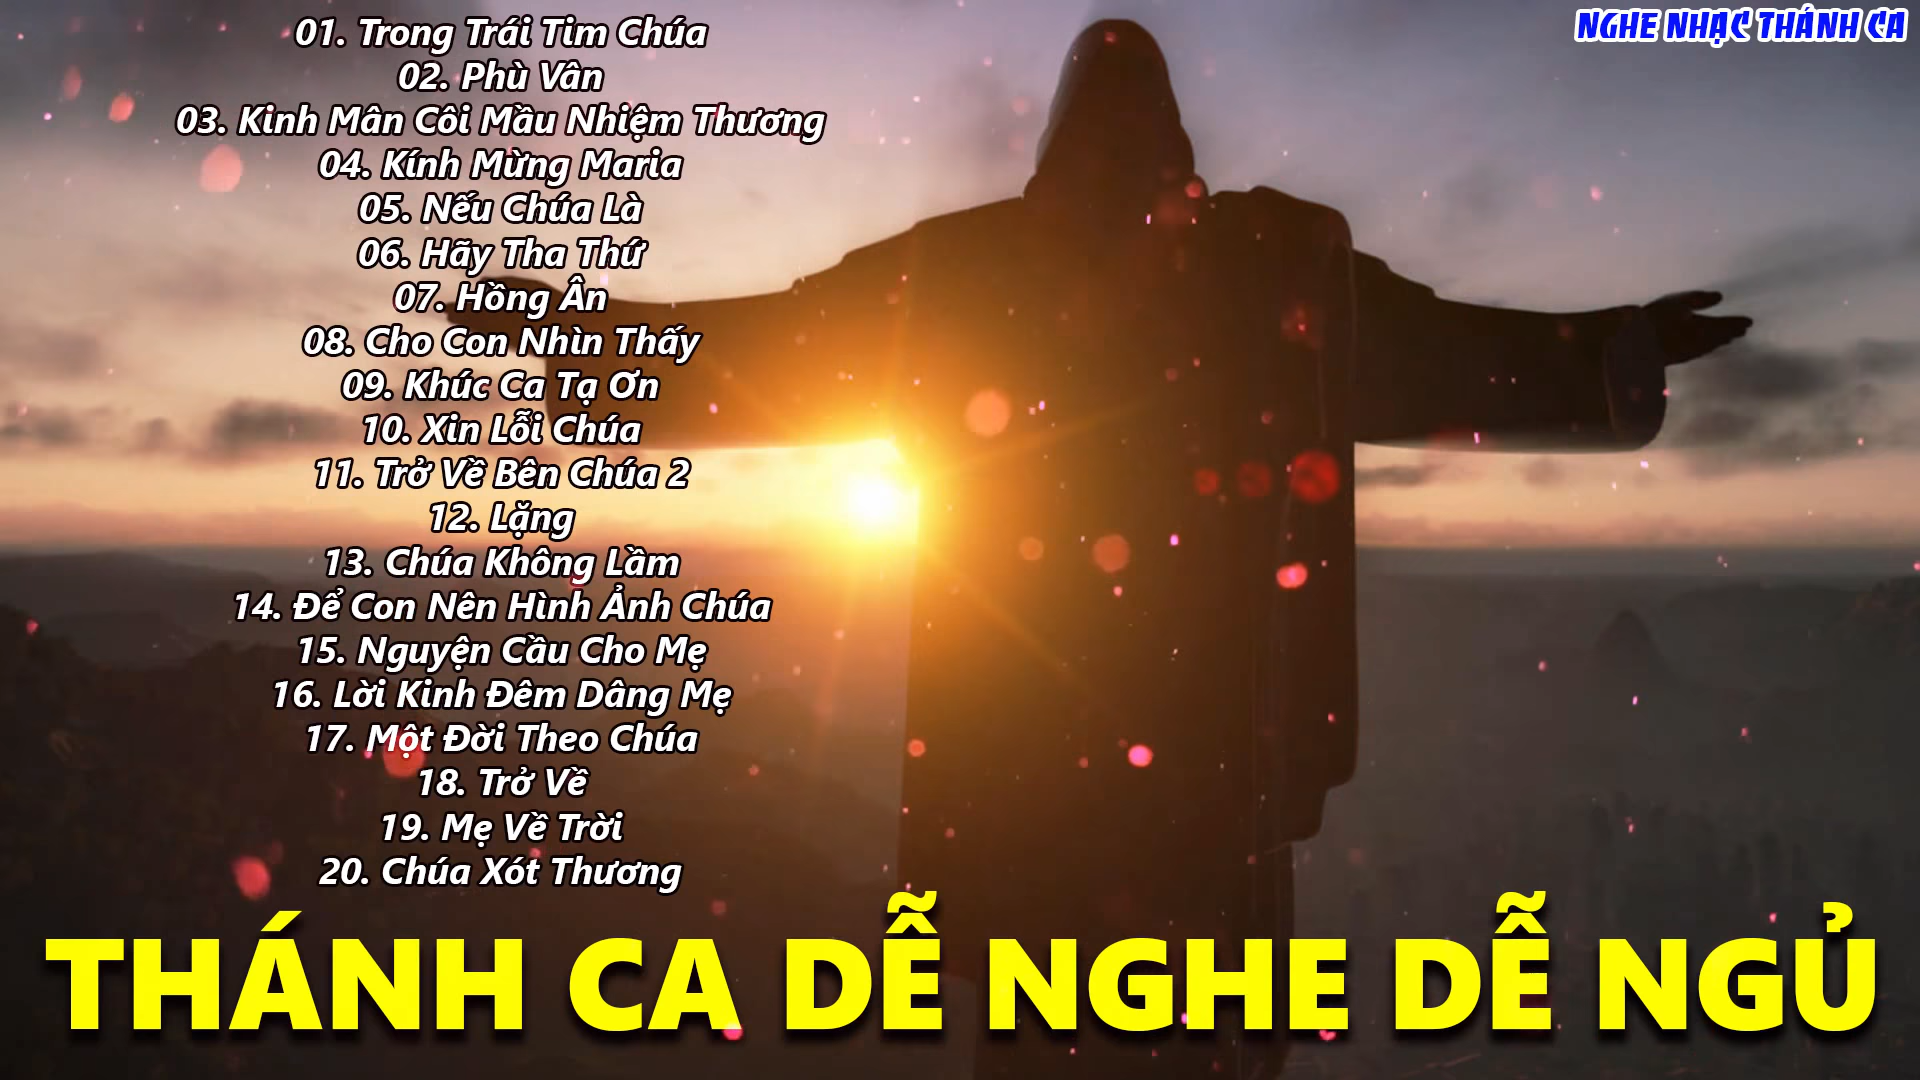 NGHE NHẠC THÁNH CA
01. Trong Trái Tim Chúa
02. Phù Vân
03. Kinh Mân Côi Mầu Nhiệm Thương
04. Kính Mừng Maria
05. Nếu Chúa Là
06. Hãy Tha Thứ
07. Hồng Ân
08. Cho Con Nhìn Thấy
09. Khúc Ca Tạ Ơn
10. Xin Lỗi Chúa
11. Trở Về Bên Chúa 2
12. Lặng
13. Chúa Không Lầm
14. Để Con Nên Hình Ảnh Chúa
15. Nguyện Cầu Cho Mẹ
16. Lời Kinh Đêm Dâng Mẹ
17. Một Đời Theo Chúa
18. Trở Về
19. Mẹ Về Trời
20. Chúa Xót Thương
THÁNH CA DỄ NGHE DỄ NGỦ